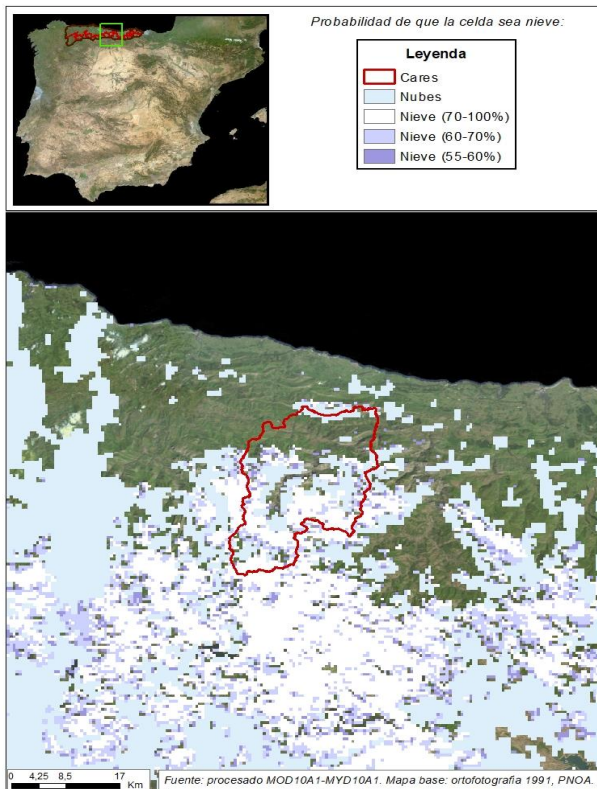 Probabilidad de que la celda sea nieve:
Leyenda
Cares
Nubes
Nieve (70-100%)
Nieve (60-70%)
Nieve (55-60%)
0 4,25 8,5 17
Km
Fuente: procesado MOD10A1-MYD10A1. Mapa base: ortofotografia 1991, PNOA.